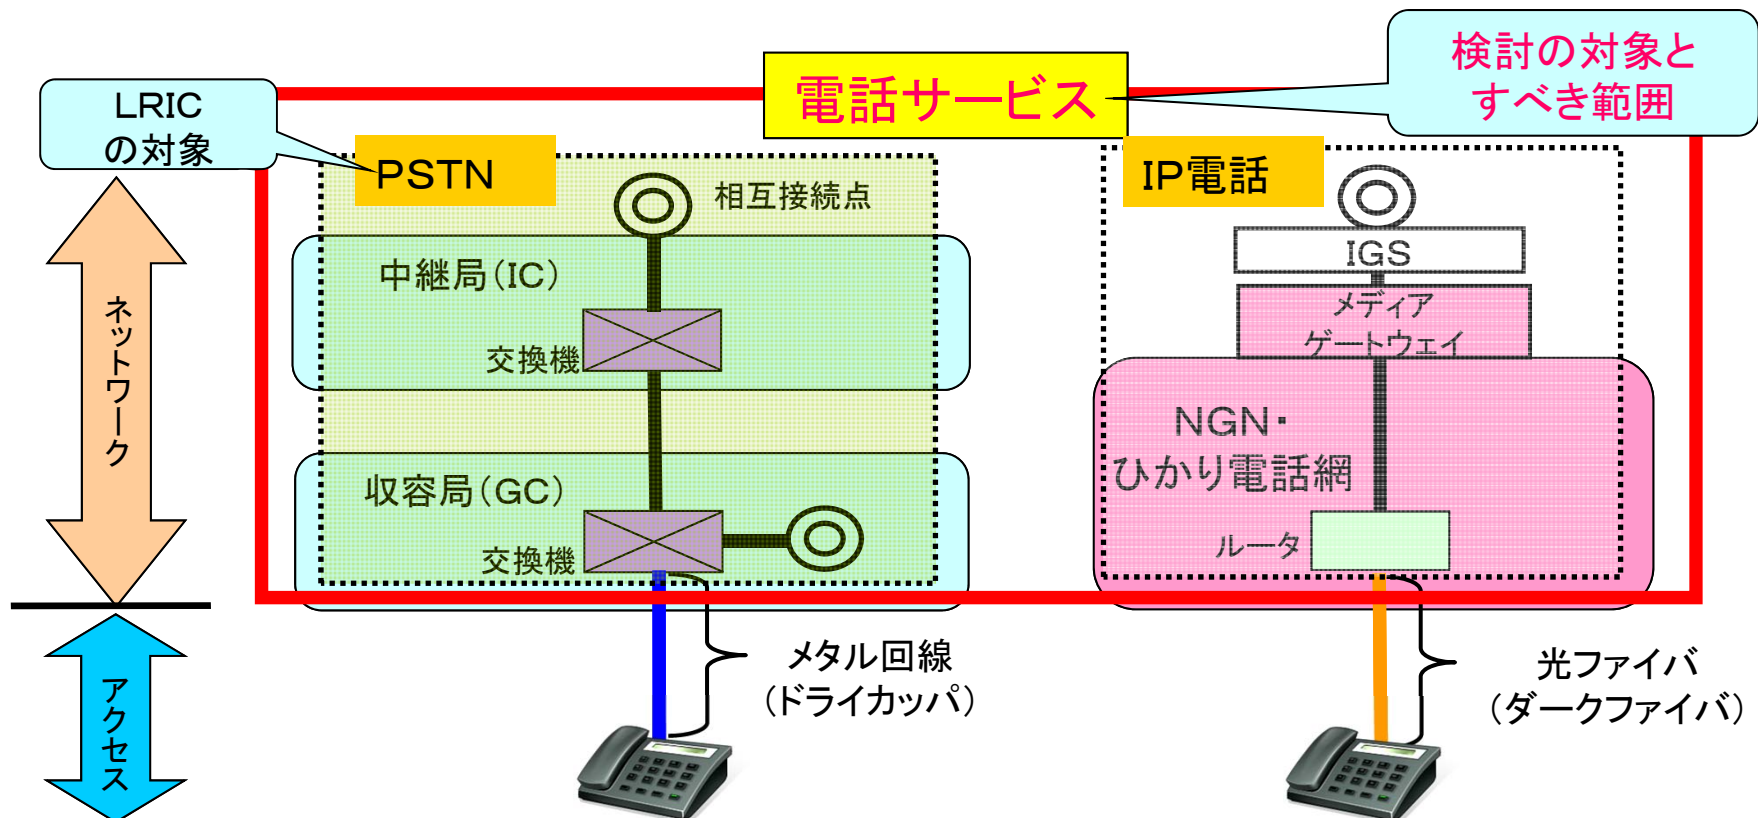 電話サービス
検討の対象と
すべき範囲
LRIC
の対象
PSTN
相互接続点
中継局(IC)
交換機
収容局(GC)
交換機
IP電話
IGS
メディア
ゲートウェイ
NGN・
ひかり電話網
ルータ
ネットワーク
アクセス
メタル回線
(ドライカッパ)
光ファイバ
(ダークファイバ)